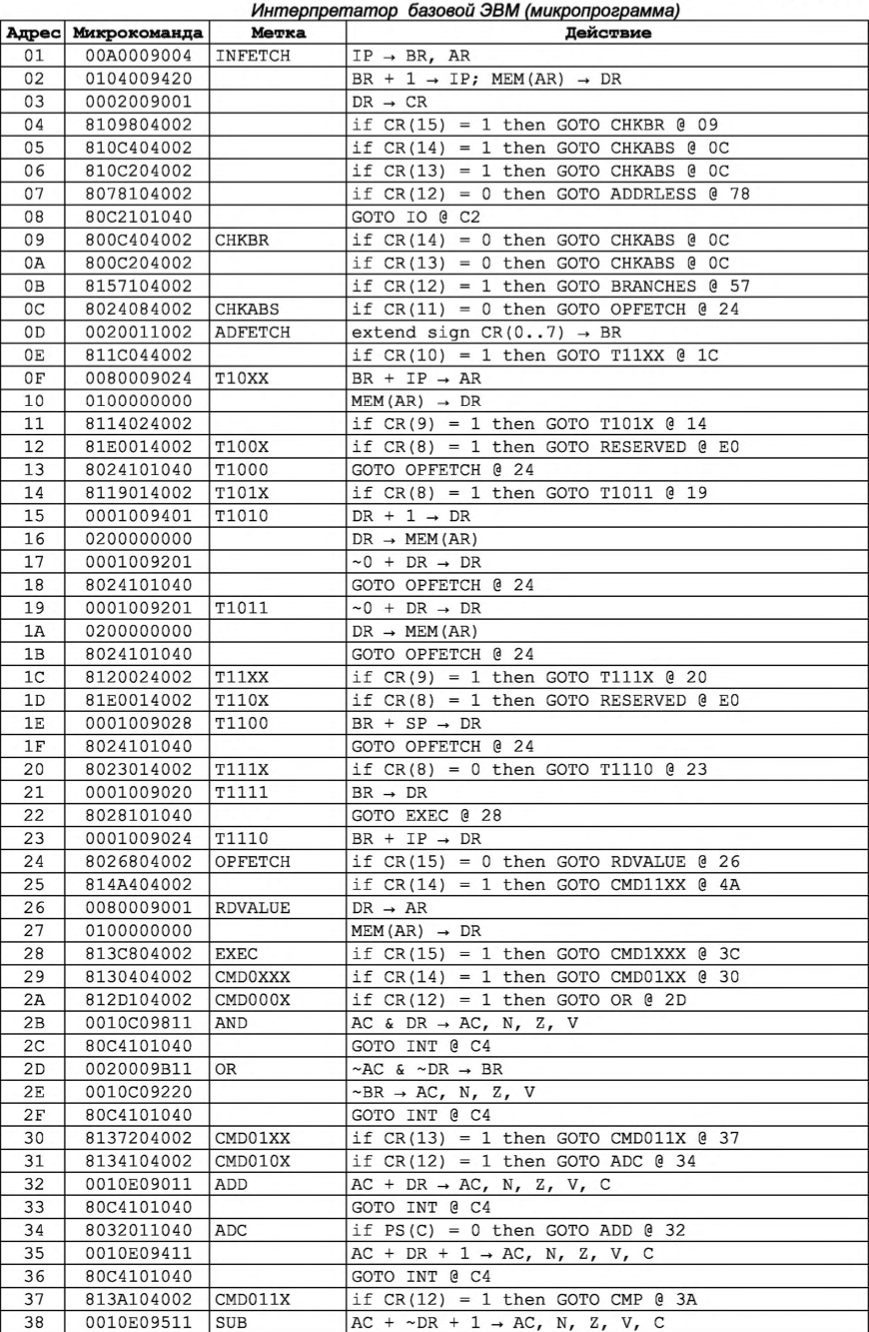 Интерпретатор базовой ЭВМ (микропрограмма)
Адрес Микрокоманда Метка Действие
01 00A0009004 INFETCH IP → BR, AR
02 0104009420 BR + 1 → IP; MEM(AR) → DR
03 0002009001 DR → CR
04 8109804002 if CR(15) = 1 then GOTO CHKBR @ 09
05 810C404002 if CR(14) = 1 then GOTO CHKABS @ 0C
06 810C204002 if CR(13) = 1 then GOTO CHKABS @ 0C
07 8078104002 if CR(12) = 0 then GOTO ADDRLESS @ 78
08 80C2101040 GOTO IO @ C2
09 800C404002 CHKBR if CR(14) = 0 then GOTO CHKABS @ 0C
0A 800C204002 if CR(13) = 0 then GOTO CHKABS @ 0C
0B 8157104002 if CR(12) = 1 then GOTO BRANCHES @ 57
0C 8024084002 CHKABS if CR(11) = 0 then GOTO OPFETCH @ 24
0D 0020011002 ADFETCH extend sign CR(0..7) → BR
0E 811C044002 if CR(10) = 1 then GOTO T11XX @ 1C
0F 0080009024 T10XX BR + IP → AR
10 0100000000 MEM(AR) → DR
11 8114024002 if CR(9) = 1 then GOTO T101X @ 14
12 81E0014002 T100X if CR(8) = 1 then GOTO RESERVED @ E0
13 8024101040 T1000 GOTO OPFETCH @ 24
14 8119014002 T101X if CR(8) = 1 then GOTO T1011 @ 19
15 0001009401 T1010 DR + 1 → DR
16 0200000000 DR → MEM(AR)
17 0001009201 ~0 + DR → DR
18 8024101040 GOTO OPFETCH @ 24
19 0001009201 T1011 ~0 + DR → DR
1A 0200000000 DR → MEM(AR)
1B 8024101040 GOTO OPFETCH @ 24
1C 8120024002 T11XX if CR(9) = 1 then GOTO T111X @ 20
1D 81E0014002 T110X if CR(8) = 1 then GOTO RESERVED @ E0
1E 0001009028 T1100 BR + SP → DR
1F 8024101040 GOTO OPFETCH @ 24
20 8023014002 T111X if CR(8) = 0 then GOTO T1110 @ 23
21 0001009020 T1111 BR → DR
22 8028101040 GOTO EXEC @ 28
23 0001009024 T1110 BR + IP → DR
24 8026804002 OPFETCH if CR(15) = 0 then GOTO RDVALUE @ 26
25 814A404002 if CR(14) = 1 then GOTO CMD11XX @ 4A
26 0080009001 RDVALUE DR → AR
27 0100000000 MEM(AR) → DR
28 813C804002 EXEC if CR(15) = 1 then GOTO CMD1XXX @ 3C
29 8130404002 CMD0XXX if CR(14) = 1 then GOTO CMD01XX @ 30
2A 812D104002 CMD000X if CR(12) = 1 then GOTO OR @ 2D
2B 0010C09811 AND AC & DR → AC, N, Z, V
2C 80C4101040 GOTO INT @ C4
2D 0020009B11 OR ~AC & ~DR → BR
2E 0010C09220 ~BR → AC, N, Z, V
2F 80C4101040 GOTO INT @ C4
30 8137204002 CMD01XX if CR(13) = 1 then GOTO CMD011X @ 37
31 8134104002 CMD010X if CR(12) = 1 then GOTO ADC @ 34
32 0010E09011 ADD AC + DR → AC, N, Z, V, C
33 80C4101040 GOTO INT @ C4
34 8032011040 ADC if PS(C) = 0 then GOTO ADD @ 32
35 0010E09411 AC + DR + 1 → AC, N, Z, V, C
36 80C4101040 GOTO INT @ C4
37 813A104002 CMD011X if CR(12) = 1 then GOTO CMP @ 3A
38 0010E09511 SUB AC + ~DR + 1 → AC, N, Z, V, C